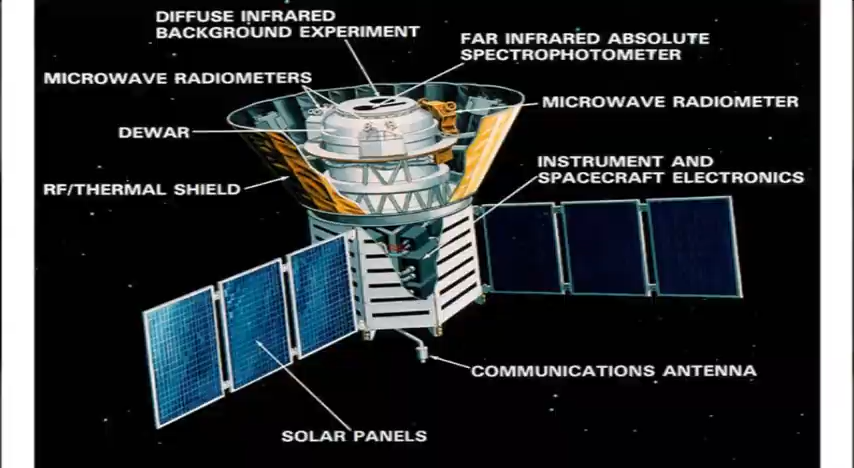 DIFFUSE INFRARED
BACKGROUND EXPERIMENT
FAR INFRARED ABSOLUTE
SPECTROPHOTOMETER
MICROWAVE RADIOMETERS
MICROWAVE RADIOMETER
DEWAR
INSTRUMENT AND
SPACECRAFT ELECTRONICS
RF/THERMAL SHIELD
COMMUNICATIONS ANTENNA
SOLAR PANELS